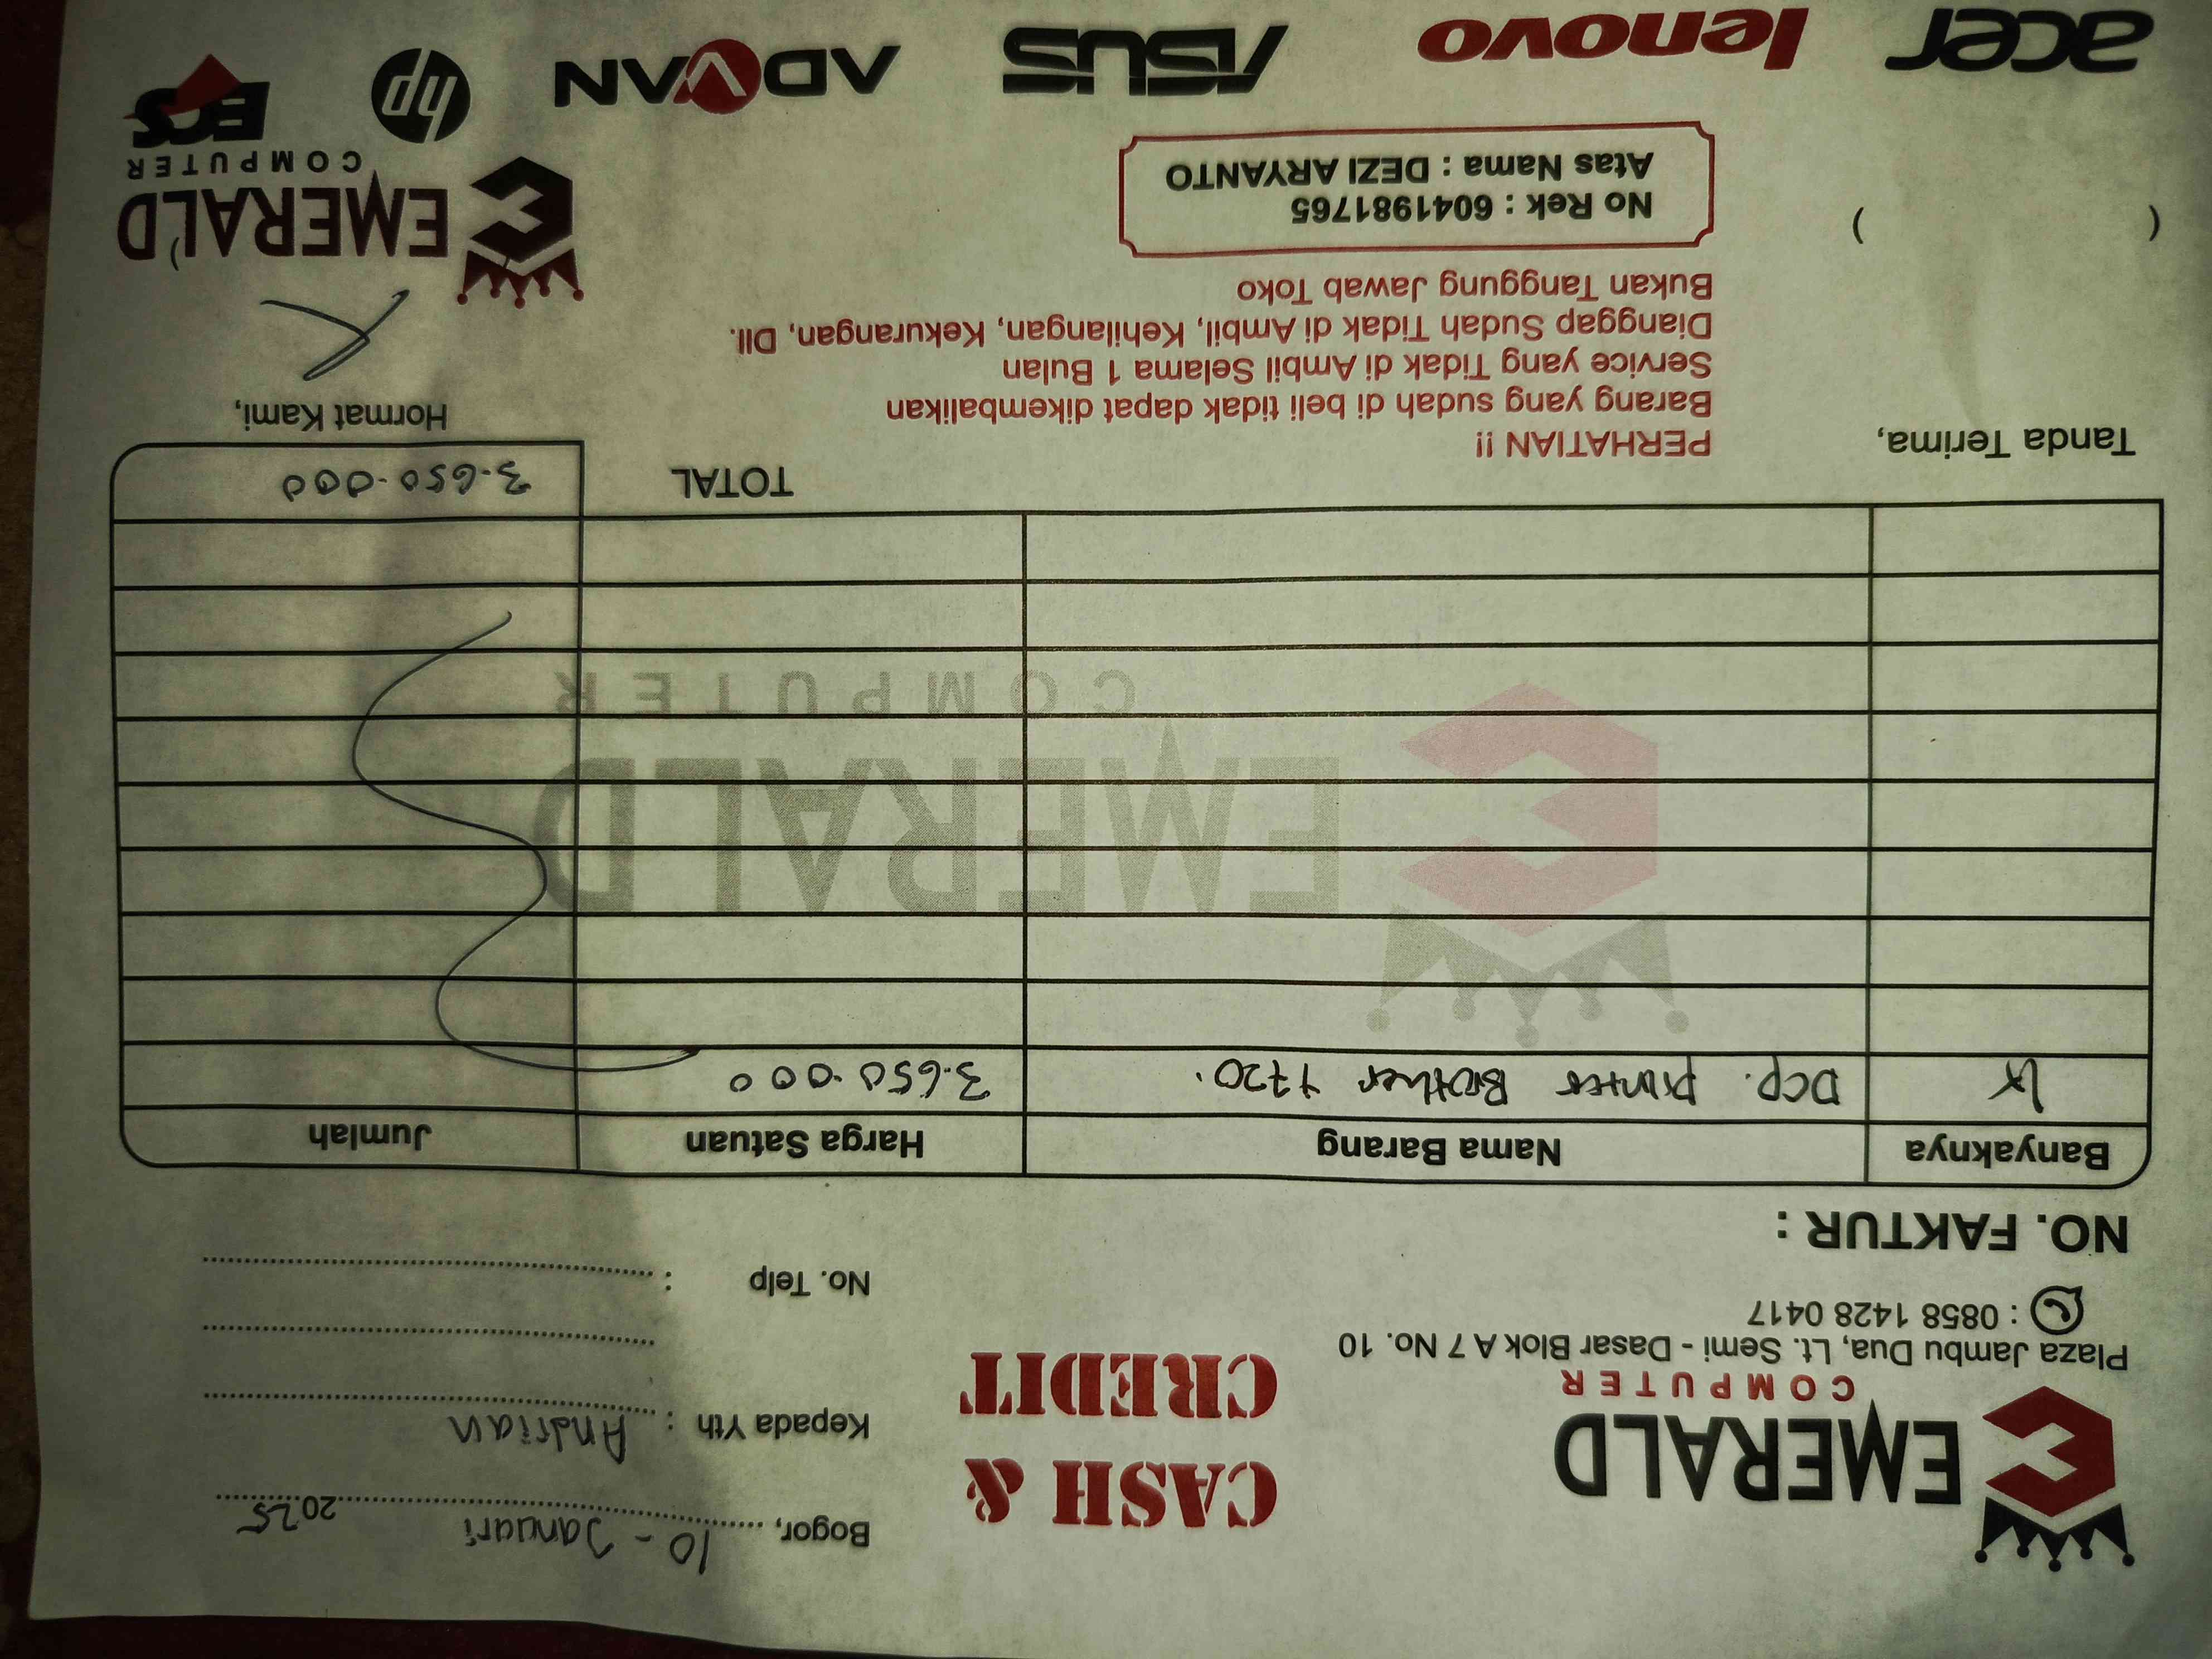 EMERALD
COMPUTER
Plaza Jambu Dua, Lt. Semi - Dasar Blok A 7 No. 10
: 0858 1428 0417
NO. FAKTUR :
CASH &
CREDIT
Bogor, 10 - Januari 2025
Kepada Yth : Andrian
No. Telp :
Banyaknya Nama Barang Harga Satuan Jumlah
1x DCP. Printer Brother T720. 3.650.000
EMERALD
COMPUTER
TOTAL 3.650.000
Tanda Terima,
( )
PERHATIAN !!
Barang yang sudah di beli tidak dapat dikembalikan
Service yang Tidak di Ambil Selama 1 Bulan
Dianggap Sudah Tidak di Ambil, Kehilangan, Kekurangan, Dll.
Bukan Tanggung Jawab Toko
No Rek : 6041981765
Atas Nama : DEZI ARYANTO
Hormat Kami,
EMERALD
COMPUTER
acer lenovo ASUS ADVAN hp ECS